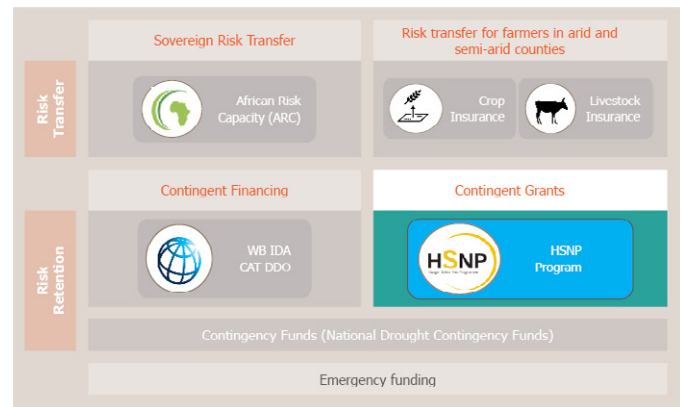 Sovereign Risk Transfer
Risk transfer for farmers in arid and
semi-arid counties
Risk
Transfer
African Risk
Capacity (ARC)
Crop
Insurance
Livestock
Insurance
Contingent Financing
Contingent Grants
Risk
Retention
WB IDA
CAT DDO
HSNP
HSNP
Program
Contingency Funds (National Drought Contingency Funds)
Emergency funding